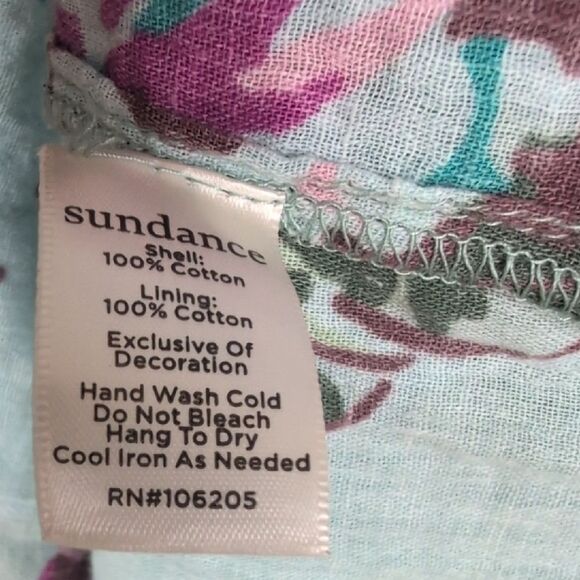 sundance
Shell:
100% Cotton
Lining:
100% Cotton
Exclusive Of
Decoration
Hand Wash Cold
Do Not Bleach
Hang To Dry
Cool Iron As Needed
RN#106205